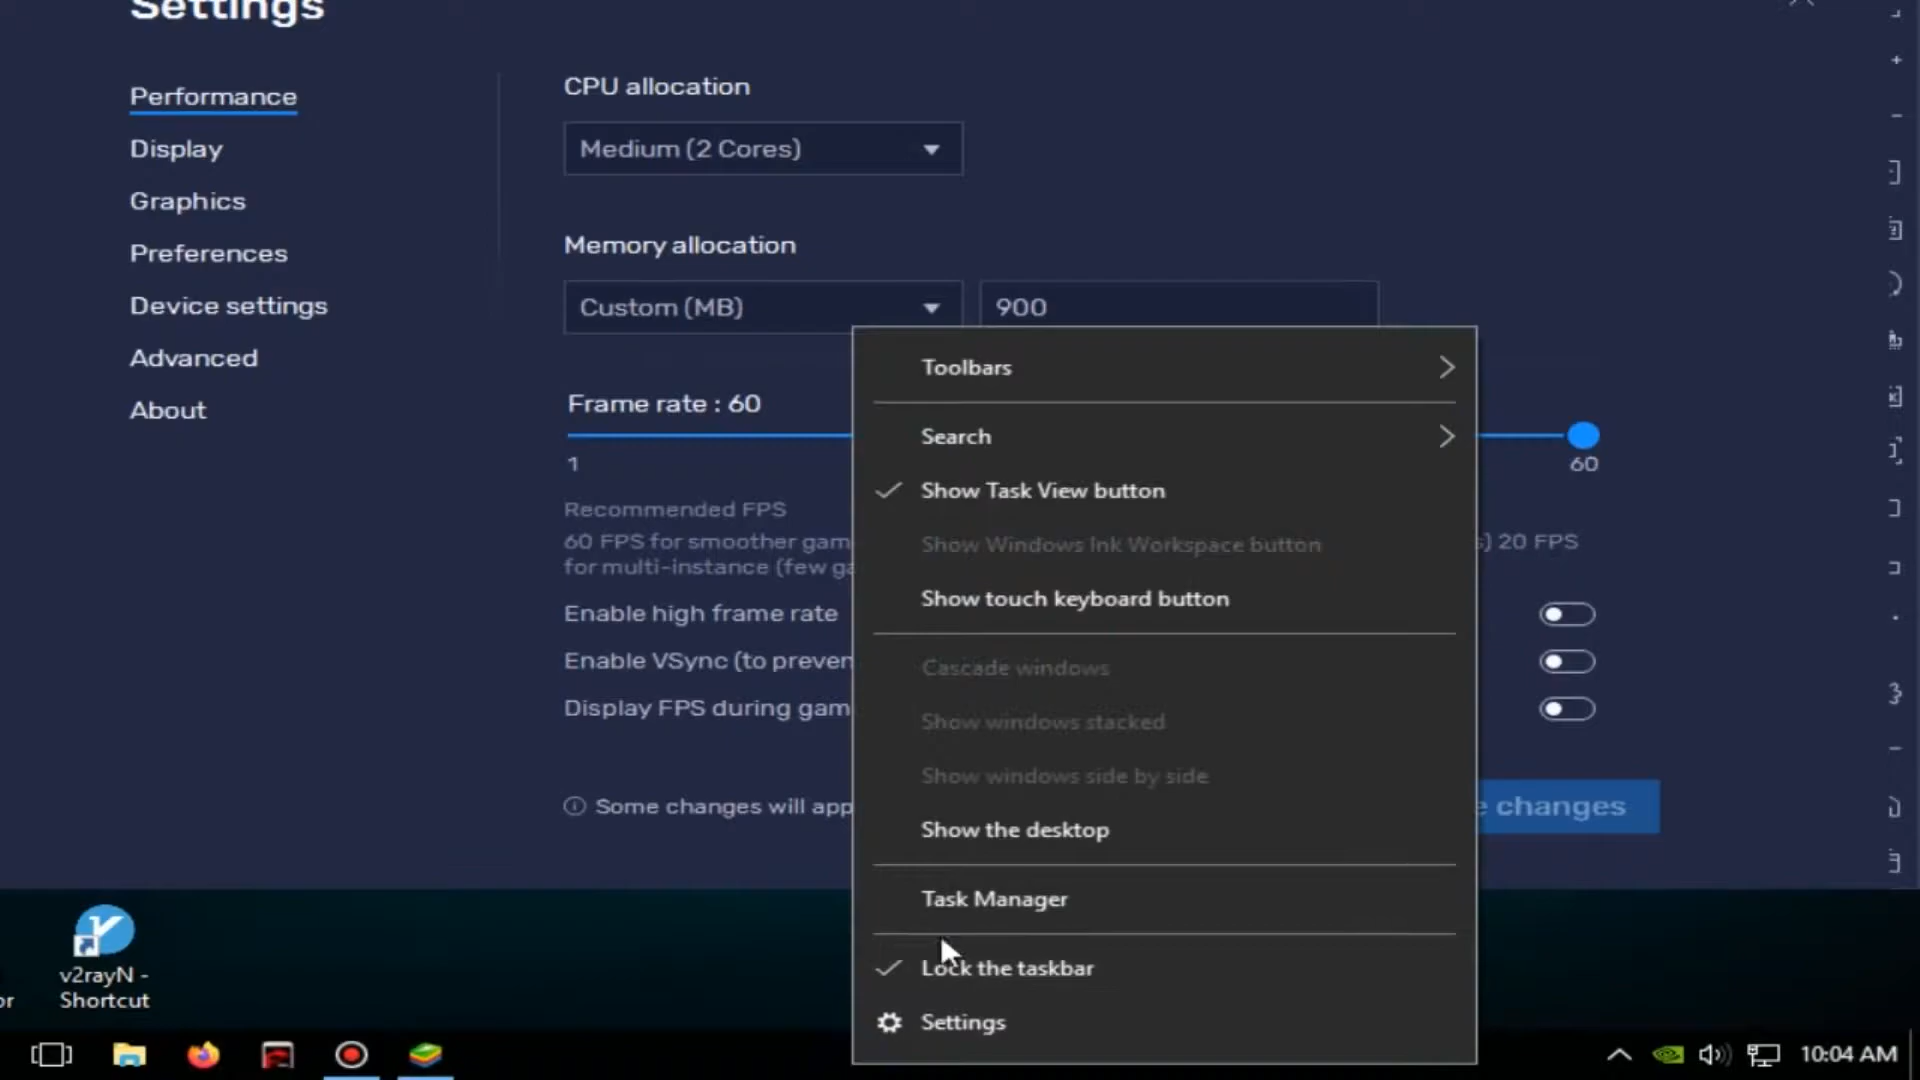 Settings
Performance
Display
Graphics
Preferences
Device settings
Advanced
About
CPU allocation
Medium (2 Cores)
Memory allocation
Custom (MB)
900
Frame rate : 60
1
60
Recommended FPS
60 FPS for smoother gam
) 20 FPS
for multi-instance (few ga
Enable high frame rate
Enable VSync (to preven
Display FPS during gam
Some changes will app
changes
Toolbars
Search
Show Task View button
Show Windows Ink Workspace button
Show touch keyboard button
Cascade windows
Show windows stacked
Show windows side by side
Show the desktop
Task Manager
Lock the taskbar
Settings
or
v2rayN -
Shortcut
10:04 AM